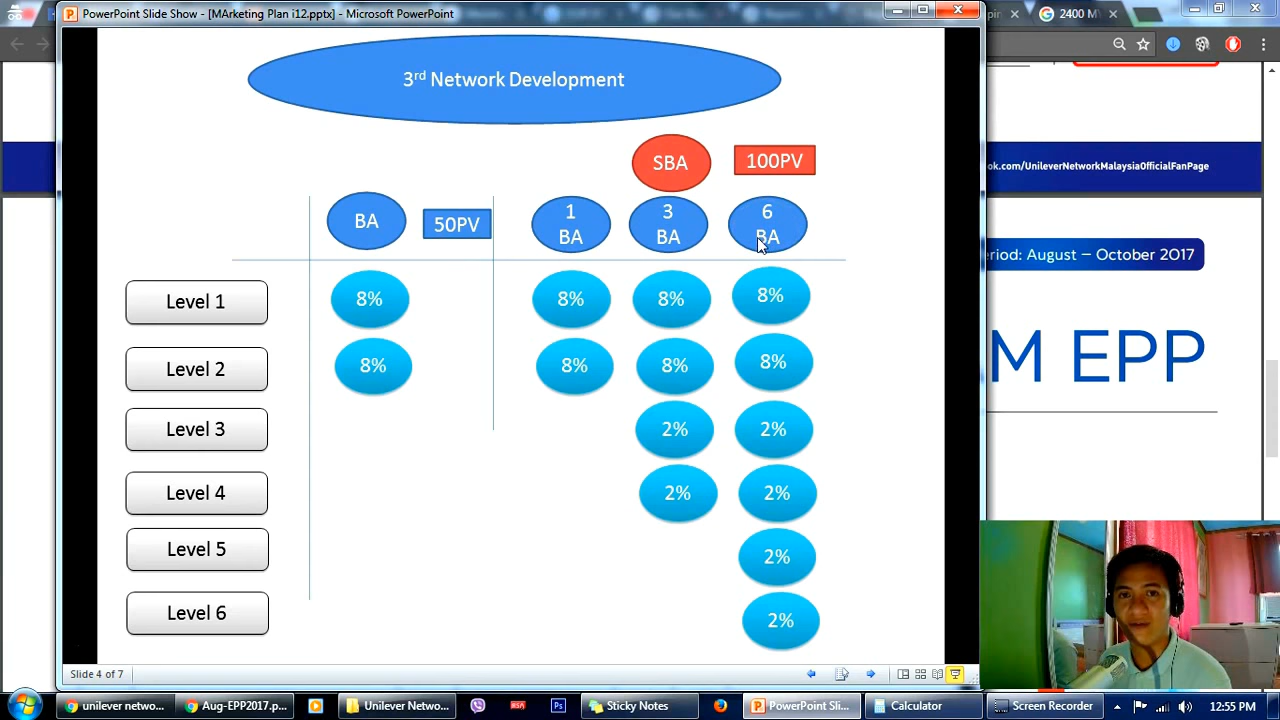 PowerPoint Slide Show - [MArketing Plan i12.pptx] - Microsoft PowerPoint
2400 M
3rd Network Development
SBA
100PV
ok.com/UnileverNetworkMalaysiaOfficialFanPage
BA
50PV
1
BA
3
BA
6
BA
eriod: August – October 2017
Level 1
8%
8%
8%
8%
Level 2
8%
8%
8%
8%
M EPP
Level 3
2%
2%
Level 4
2%
2%
Level 5
2%
Level 6
2%
Slide 4 of 7
unilever netwo...
Aug-EPP2017.p...
Unilever Netwo...
RSA
Ps
Sticky Notes
PowerPoint Sli...
Calculator
Screen Recorder
12:55 PM